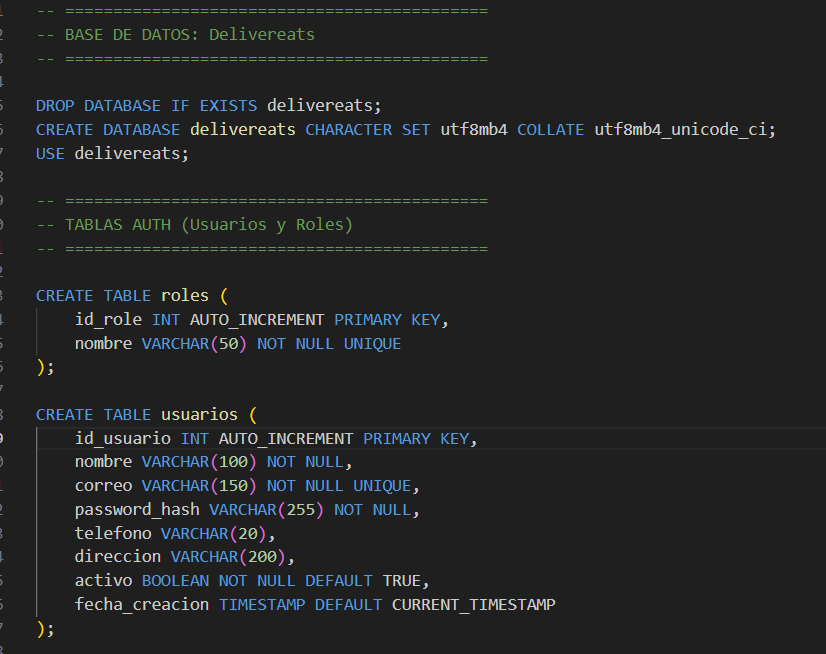 -- ============================================
-- BASE DE DATOS: Delivereats
-- ============================================
DROP DATABASE IF EXISTS delivereats;
CREATE DATABASE delivereats CHARACTER SET utf8mb4 COLLATE utf8mb4_unicode_ci;
USE delivereats;
-- ============================================
-- TABLAS AUTH (Usuarios y Roles)
-- ============================================
CREATE TABLE roles (
id_role INT AUTO_INCREMENT PRIMARY KEY,
nombre VARCHAR(50) NOT NULL UNIQUE
);
CREATE TABLE usuarios (
id_usuario INT AUTO_INCREMENT PRIMARY KEY,
nombre VARCHAR(100) NOT NULL,
correo VARCHAR(150) NOT NULL UNIQUE,
password_hash VARCHAR(255) NOT NULL,
telefono VARCHAR(20),
direccion VARCHAR(200),
activo BOOLEAN NOT NULL DEFAULT TRUE,
fecha_creacion TIMESTAMP DEFAULT CURRENT_TIMESTAMP
);